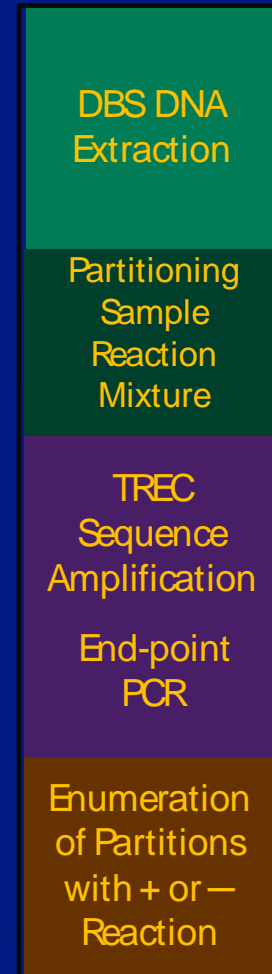 DBS DNA
Extraction
Partitioning
Sample
Reaction
Mixture
TREC
Sequence
Amplification
End-point
PCR
Enumeration
of Partitions
with + or —
Reaction